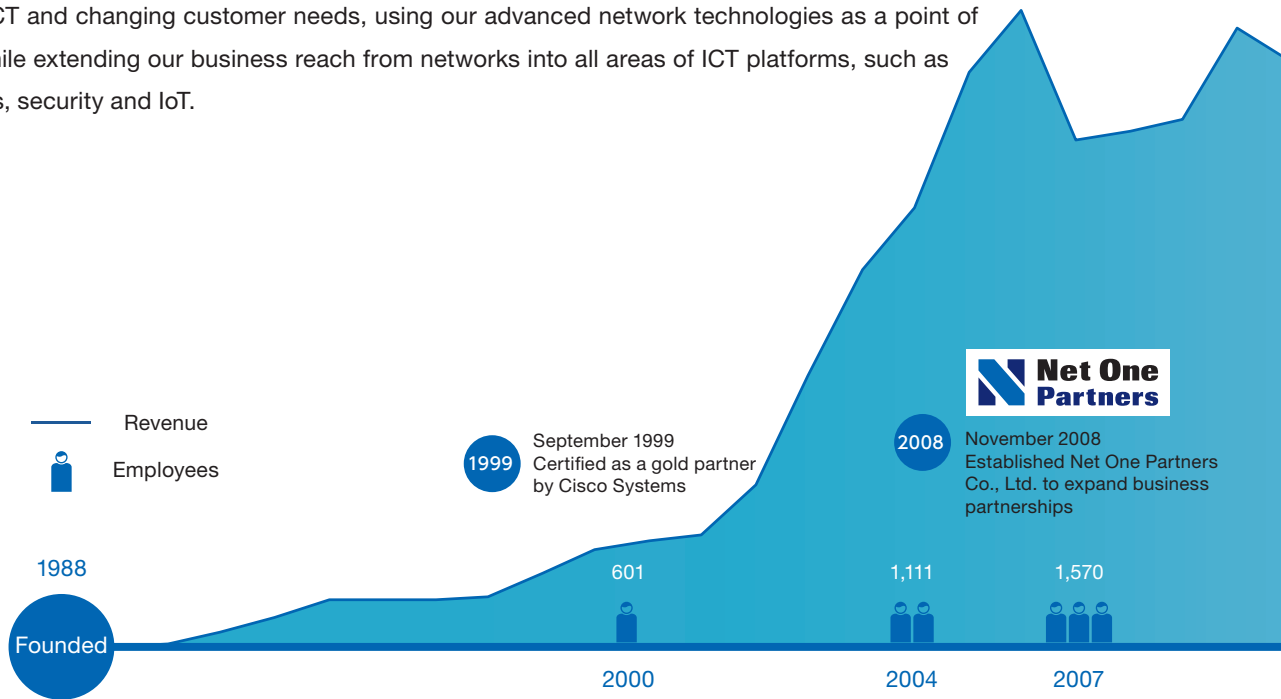 CT and changing customer needs, using our advanced network technologies as a point of
ile extending our business reach from networks into all areas of ICT platforms, such as
s, security and IoT.
Net One
Partners
Revenue
Employees
1999
September 1999
Certified as a gold partner
by Cisco Systems
2008
November 2008
Established Net One Partners
Co., Ltd. to expand business
partnerships
1988
Founded
601
1,111
1,570
2000
2004
2007